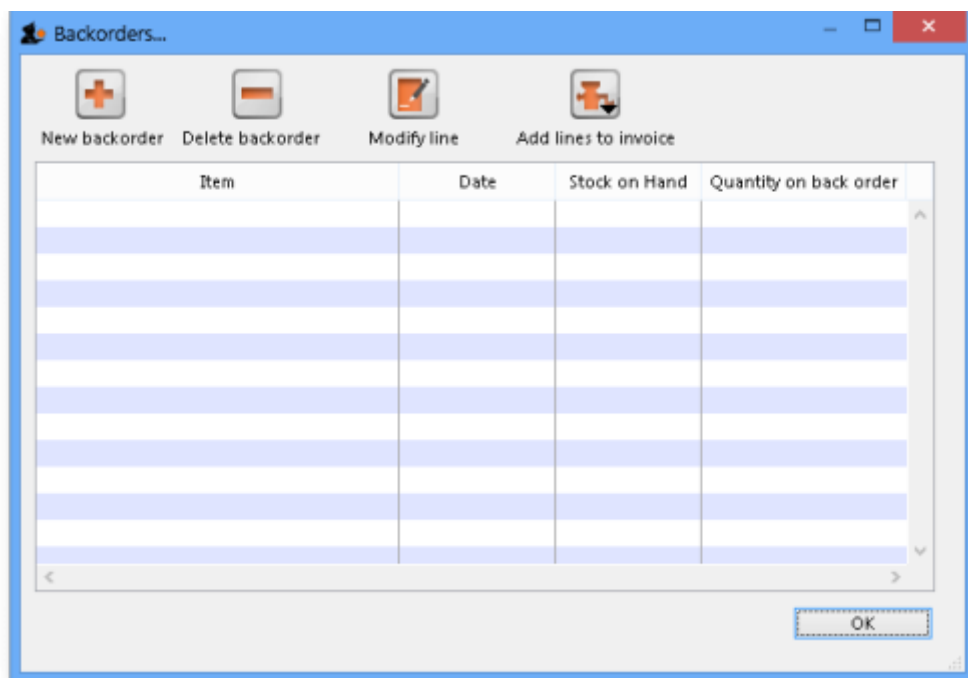 Backorders...
New backorder Delete backorder Modify line Add lines to invoice
Item Date Stock on Hand Quantity on back order
OK